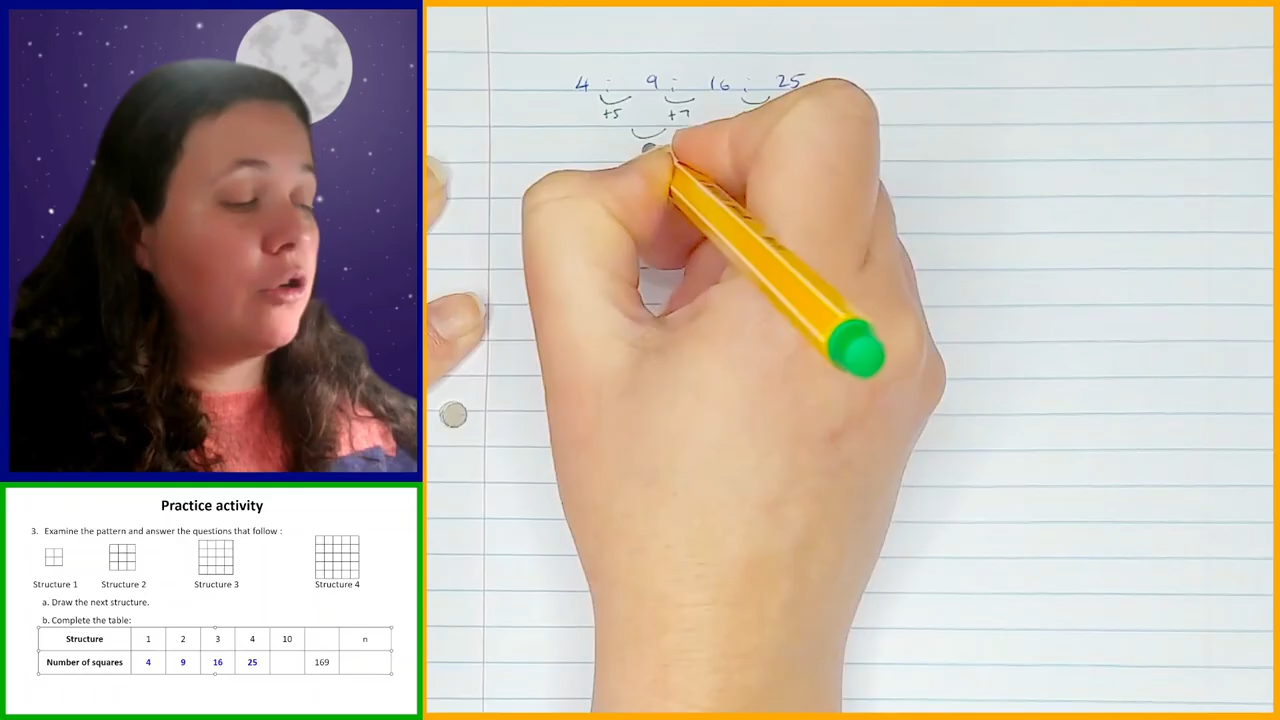 4 ; 9 ; 16 ; 25
+5 +7
Practice activity
3. Examine the pattern and answer the questions that follow :
Structure 1 Structure 2 Structure 3 Structure 4
a. Draw the next structure.
b. Complete the table:
Structure 1 2 3 4 10 n
Number of squares 4 9 16 25 169